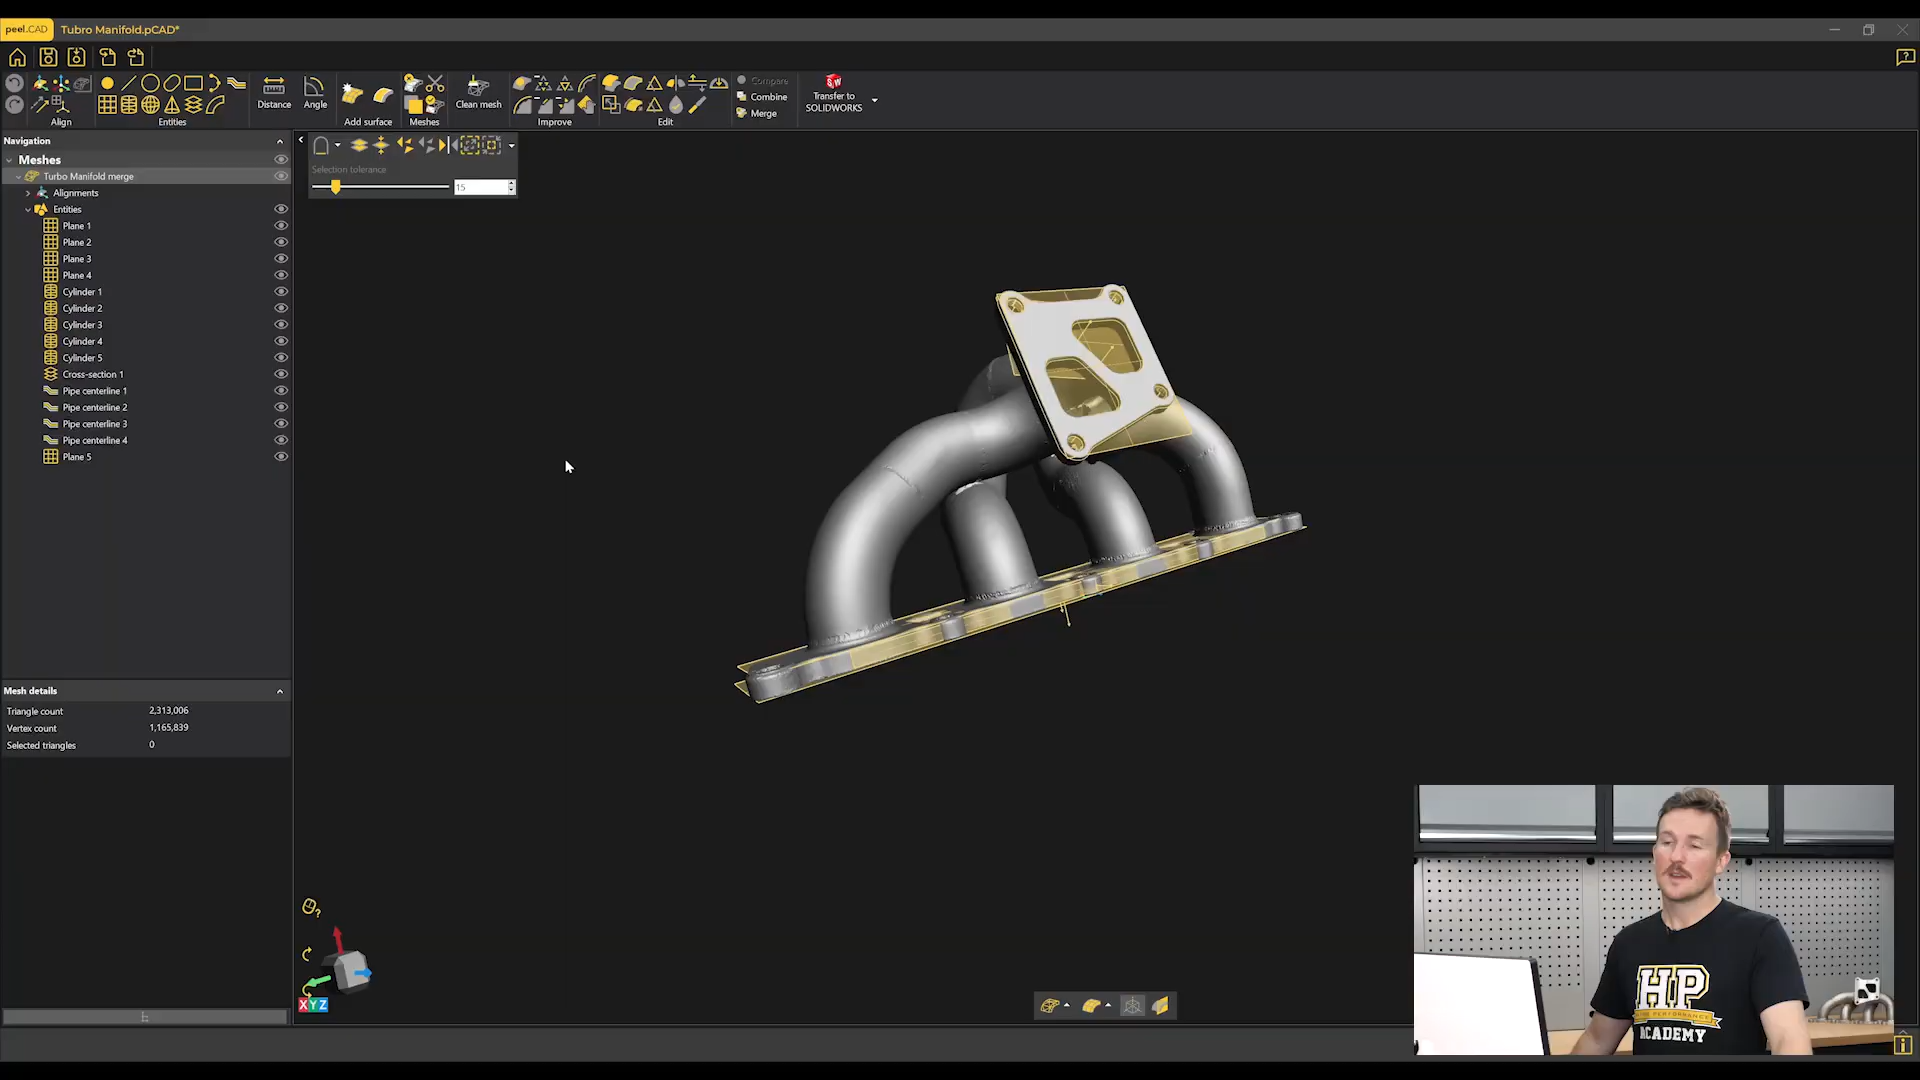 peel.CAD Tubro Manifold.pCAD*
Align
Entities
Distance
Angle
Add surface
Meshes
Clean mesh
Improve
Edit
Compare
Combine
Merge
Transfer to
SOLIDWORKS
Navigation
Meshes
Turbo Manifold merge
Alignments
Entities
Plane 1
Plane 2
Plane 3
Plane 4
Cylinder 1
Cylinder 2
Cylinder 3
Cylinder 4
Cylinder 5
Cross-section 1
Pipe centerline 1
Pipe centerline 2
Pipe centerline 3
Pipe centerline 4
Plane 5
Selection tolerance
15
Mesh details
Triangle count 2,313,006
Vertex count 1,165,839
Selected triangles 0
X Y Z
HP
ACADEMY